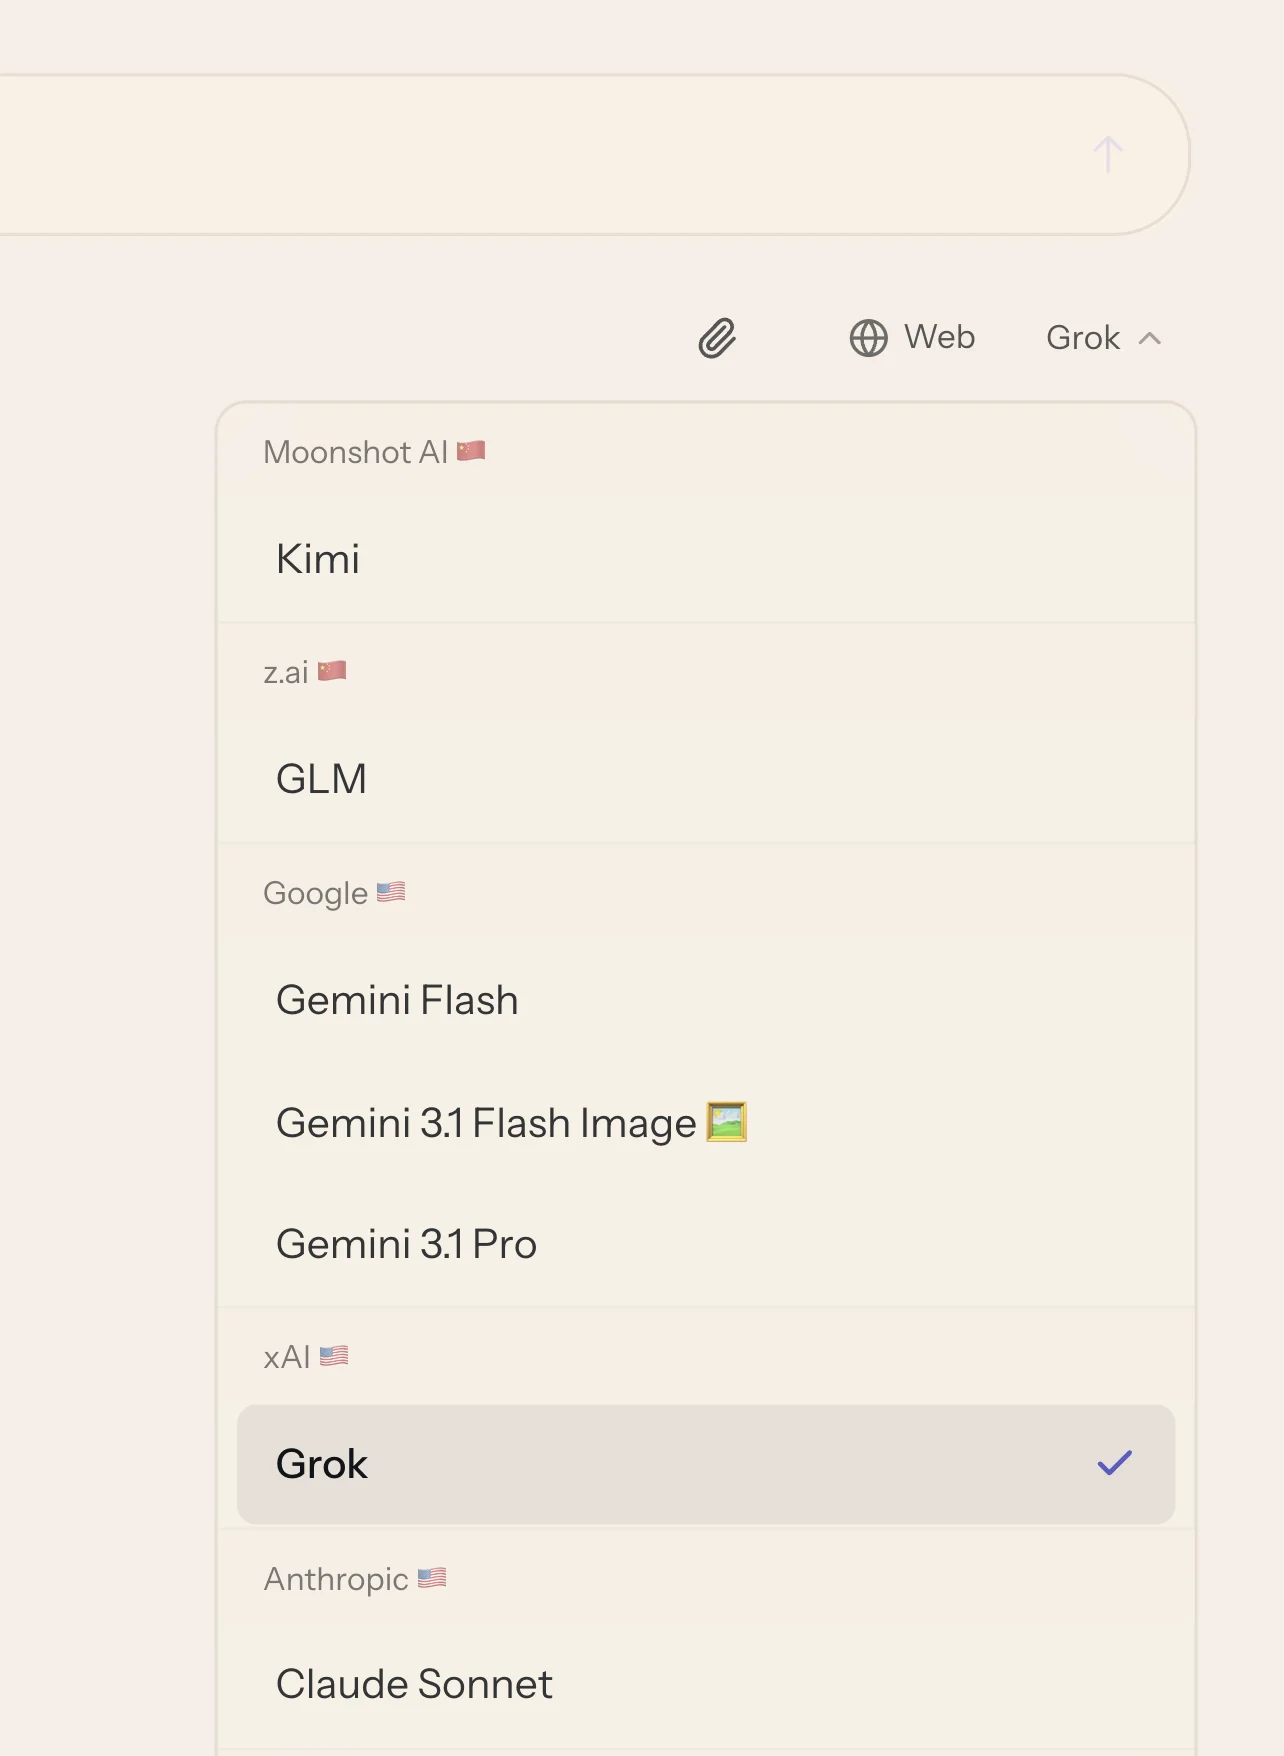 Web
Grok
Moonshot AI 🇨🇳
Kimi
z.ai 🇨🇳
GLM
Google 🇺🇸
Gemini Flash
Gemini 3.1 Flash Image 🖼️
Gemini 3.1 Pro
xAI 🇺🇸
Grok
Anthropic 🇺🇸
Claude Sonnet